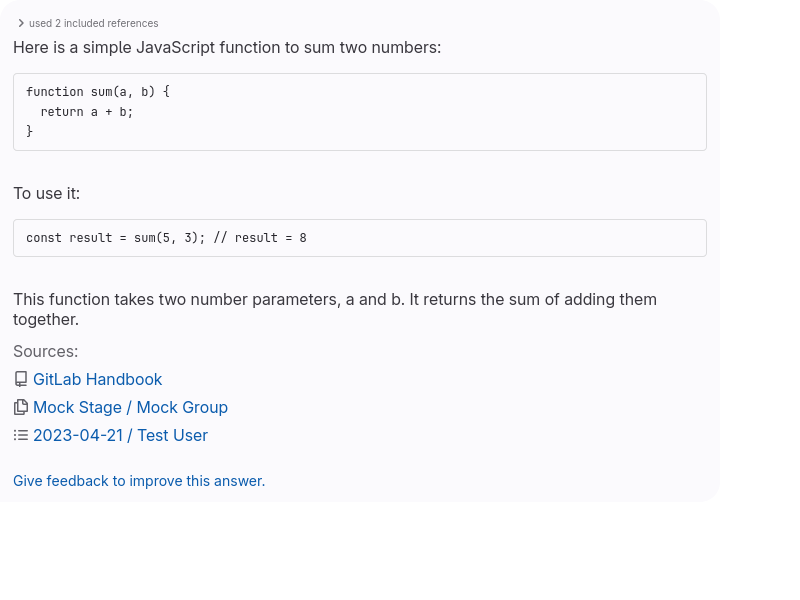 used 2 included references
Here is a simple JavaScript function to sum two numbers:
function sum(a, b) {
  return a + b;
}
To use it:
const result = sum(5, 3); // result = 8
This function takes two number parameters, a and b. It returns the sum of adding them
together.
Sources:
GitLab Handbook
Mock Stage / Mock Group
2023-04-21 / Test User
Give feedback to improve this answer.